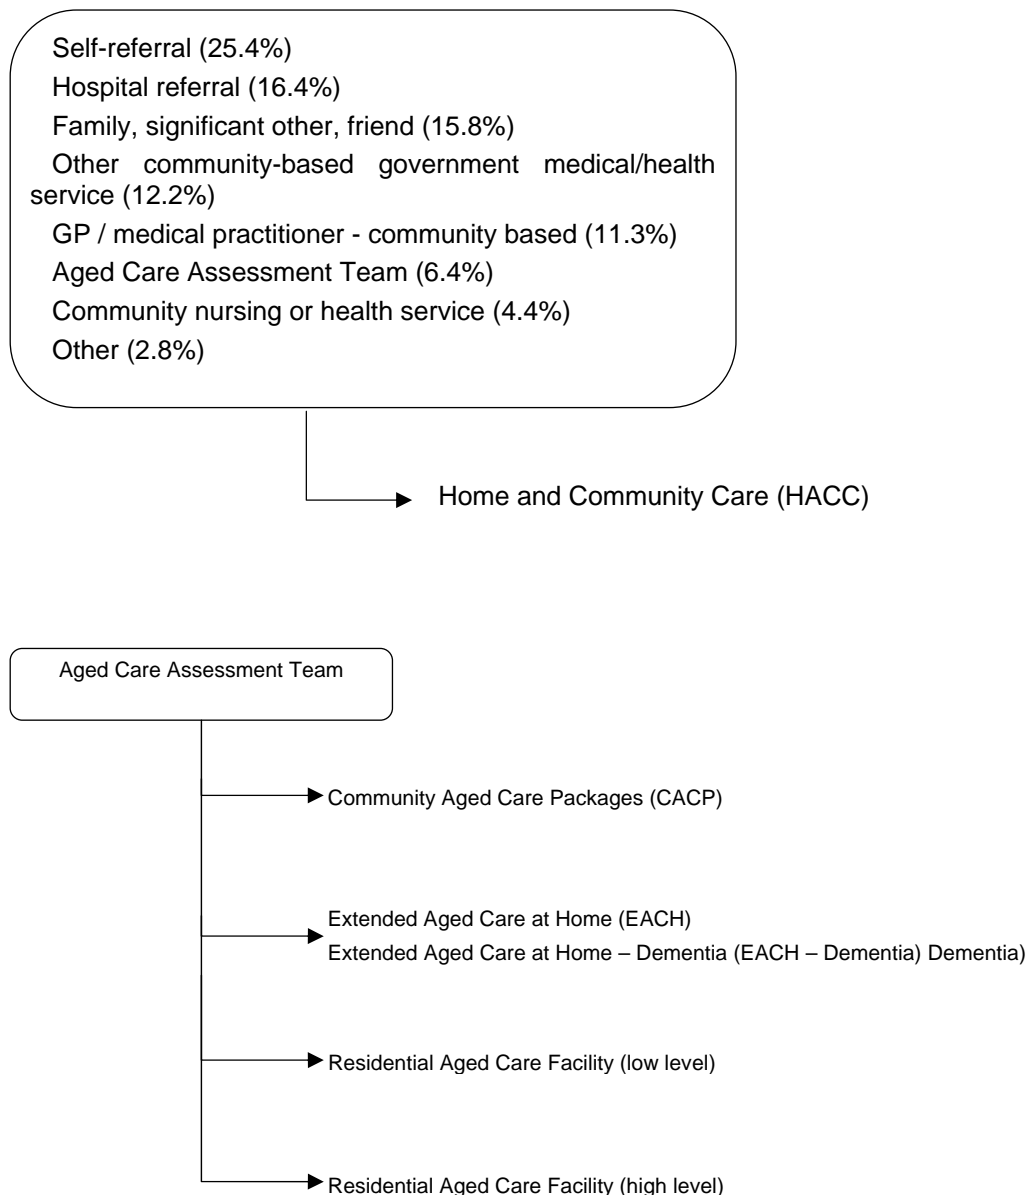 Self-referral (25.4%)
Hospital referral (16.4%)
Family, significant other, friend (15.8%)
Other community-based government medical/health
service (12.2%)
GP / medical practitioner - community based (11.3%)
Aged Care Assessment Team (6.4%)
Community nursing or health service (4.4%)
Other (2.8%)
Home and Community Care (HACC)
Aged Care Assessment Team
Community Aged Care Packages (CACP)
Extended Aged Care at Home (EACH)
Extended Aged Care at Home – Dementia (EACH – Dementia) Dementia)
Residential Aged Care Facility (low level)
Residential Aged Care Facility (high level)